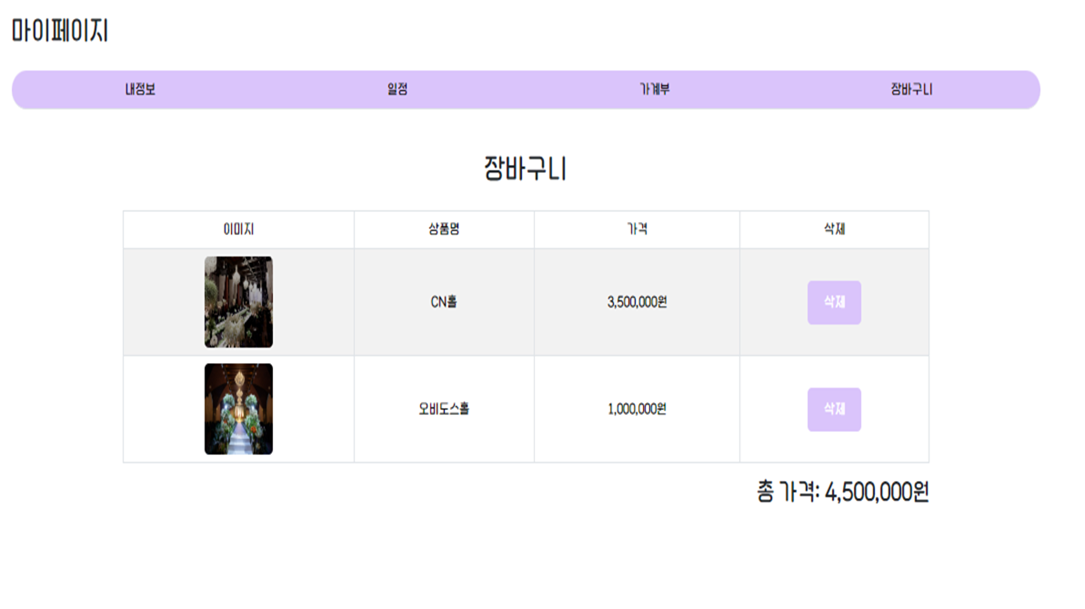 마이페이지
내정보 일정 가계부 장바구니
장바구니
이미지 상품명 가격 삭제
CN홀 3,500,000원 삭제
오비도스홀 1,000,000원 삭제
총 가격: 4,500,000원